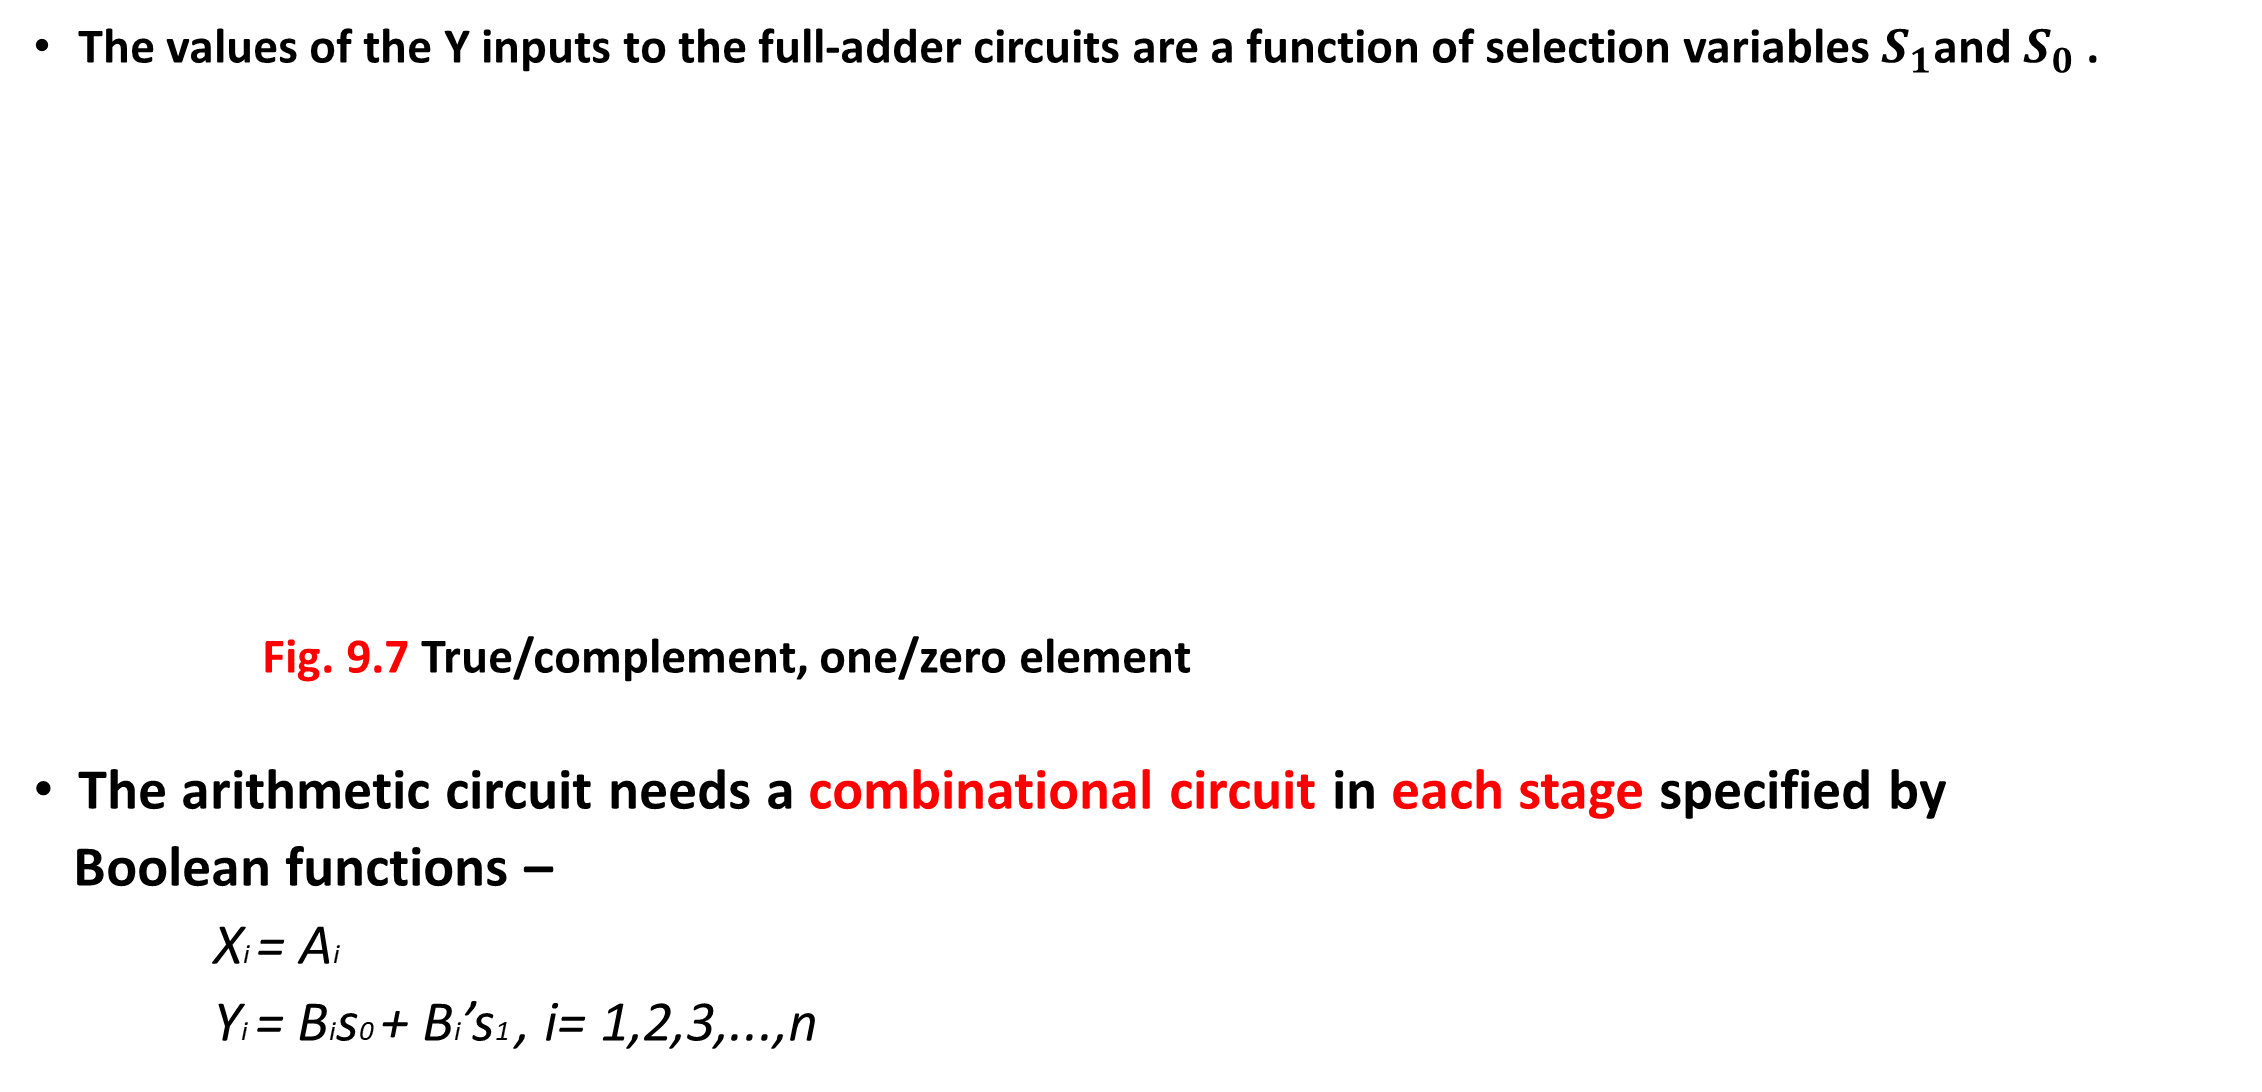 • The values of the Y inputs to the full-adder circuits are a function of selection variables S₁and S₀ .
Fig. 9.7 True/complement, one/zero element
• The arithmetic circuit needs a combinational circuit in each stage specified by
Boolean functions –
Xᵢ= Aᵢ
Yᵢ= Bᵢs₀+ Bᵢ’s₁, i= 1,2,3,...,n